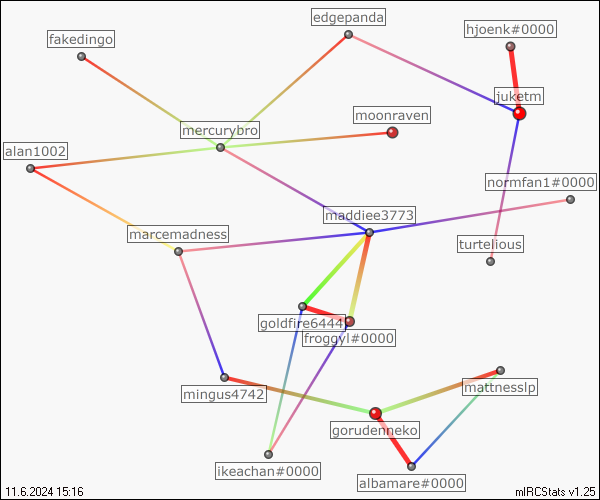 edgepanda
hjoenk#0000
fakedingo
juketm
moonraven
mercurybro
alan1002
normfan1#0000
maddiee3773
marcemadness
turtelious
goldfire6444
froggyl#0000
mattnesslp
mingus4742
gorudenneko
ikeachan#0000
albamare#0000
11.6.2024 15:16
mIRCStats v1.25